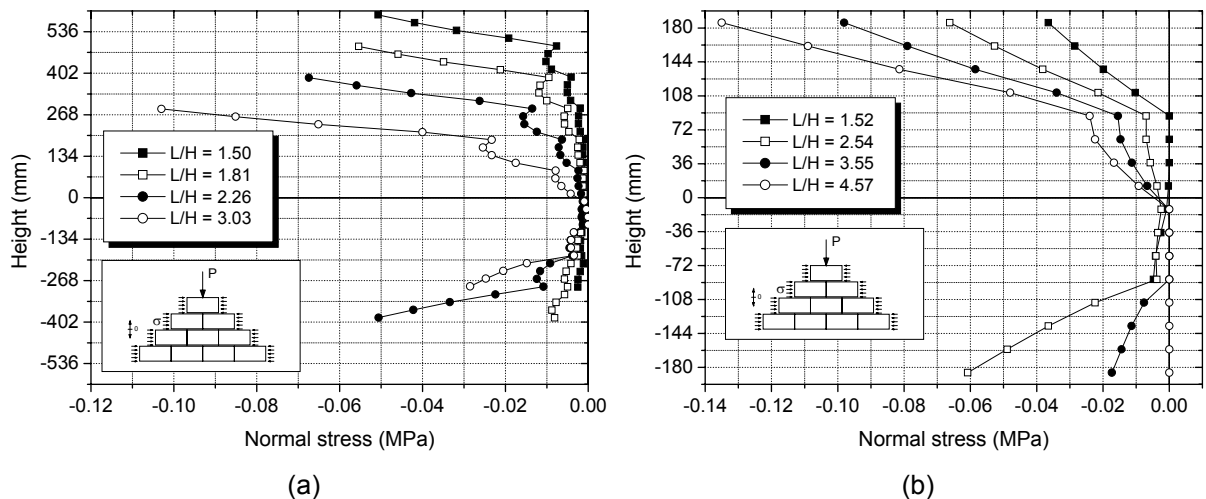 600
536
402
268
134
0
-134
-268
-402
-536
Height (mm)
L/H = 1.50
L/H = 1.81
L/H = 2.26
L/H = 3.03
P
σ
0
-0.12
-0.10
-0.08
-0.06
-0.04
-0.02
0.00
Normal stress (MPa)
(a)
180
144
108
72
36
0
-36
-72
-108
-144
-180
Height (mm)
L/H = 1.52
L/H = 2.54
L/H = 3.55
L/H = 4.57
P
σ
0
-0.14
-0.12
-0.10
-0.08
-0.06
-0.04
-0.02
0.00
Normal stress (MPa)
(b)